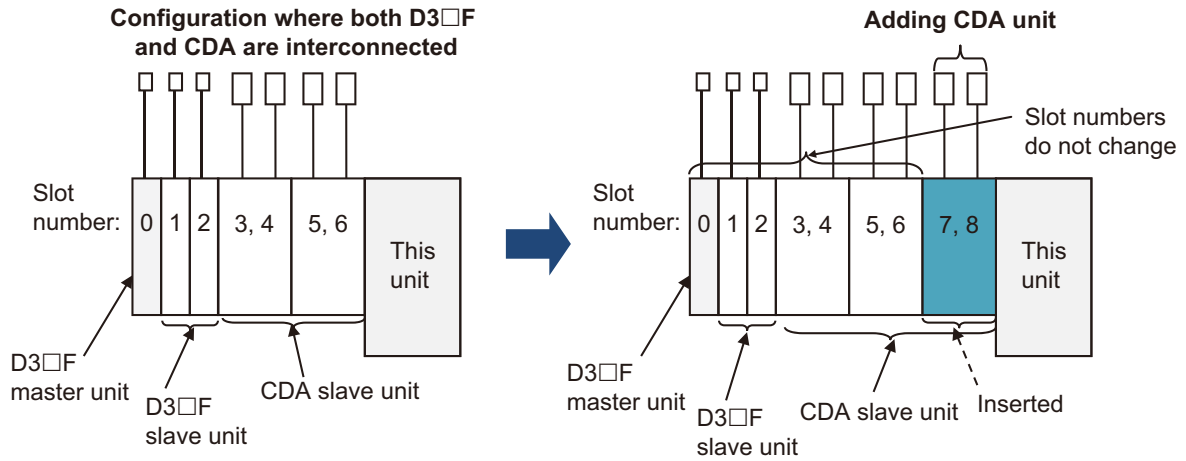 Configuration where both D3□F
and CDA are interconnected
Slot
number:
0
1
2
3, 4
5, 6
This
unit
D3□F
master unit
D3□F
slave unit
CDA slave unit
Adding CDA unit
Slot numbers
do not change
Slot
number:
0
1
2
3, 4
5, 6
7, 8
This
unit
D3□F
master unit
D3□F
slave unit
CDA slave unit
Inserted